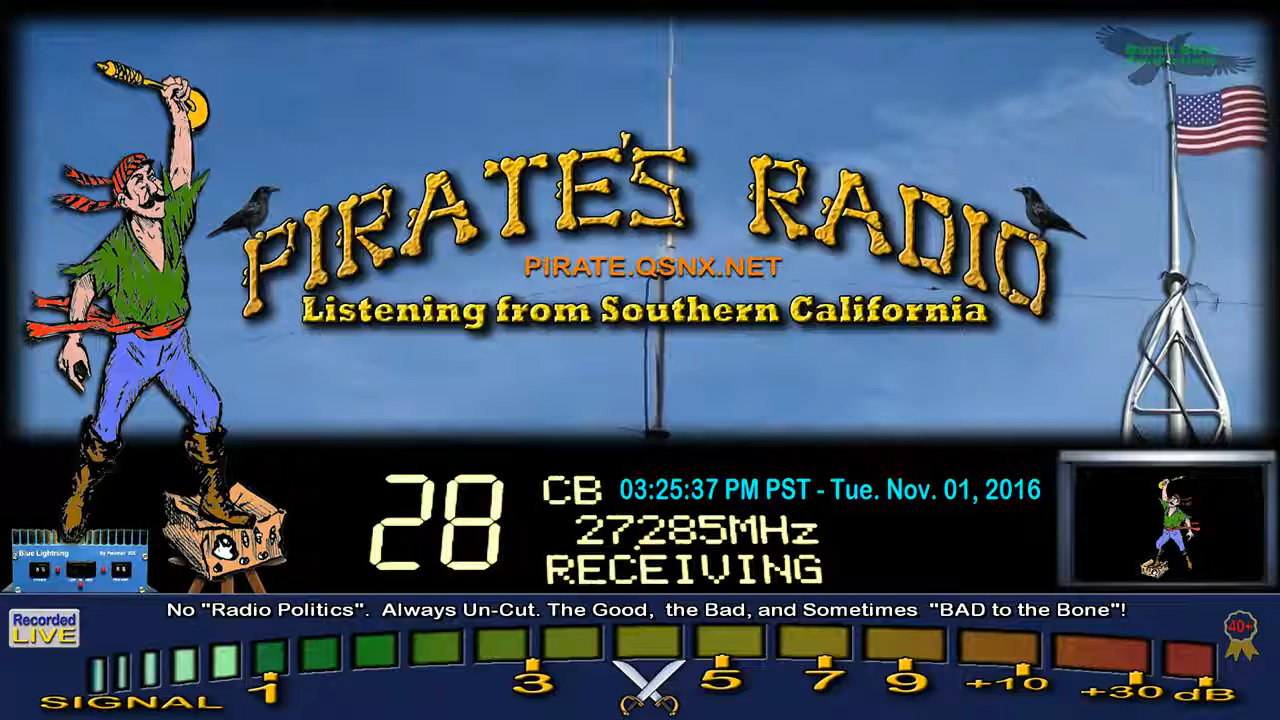 PIRATE'S RADIO
PIRATE.QSNX.NET
Listening from Southern California
28
CB
03:25:37 PM PST - Tue. Nov. 01, 2016
27.285MHz
RECEIVING
Blue Lightning
No "Radio Politics". Always Un-Cut. The Good, the Bad, and Sometimes "BAD to the Bone"!
Recorded
LIVE
40+
SIGNAL 1 3 5 7 9 +10 +30 dB